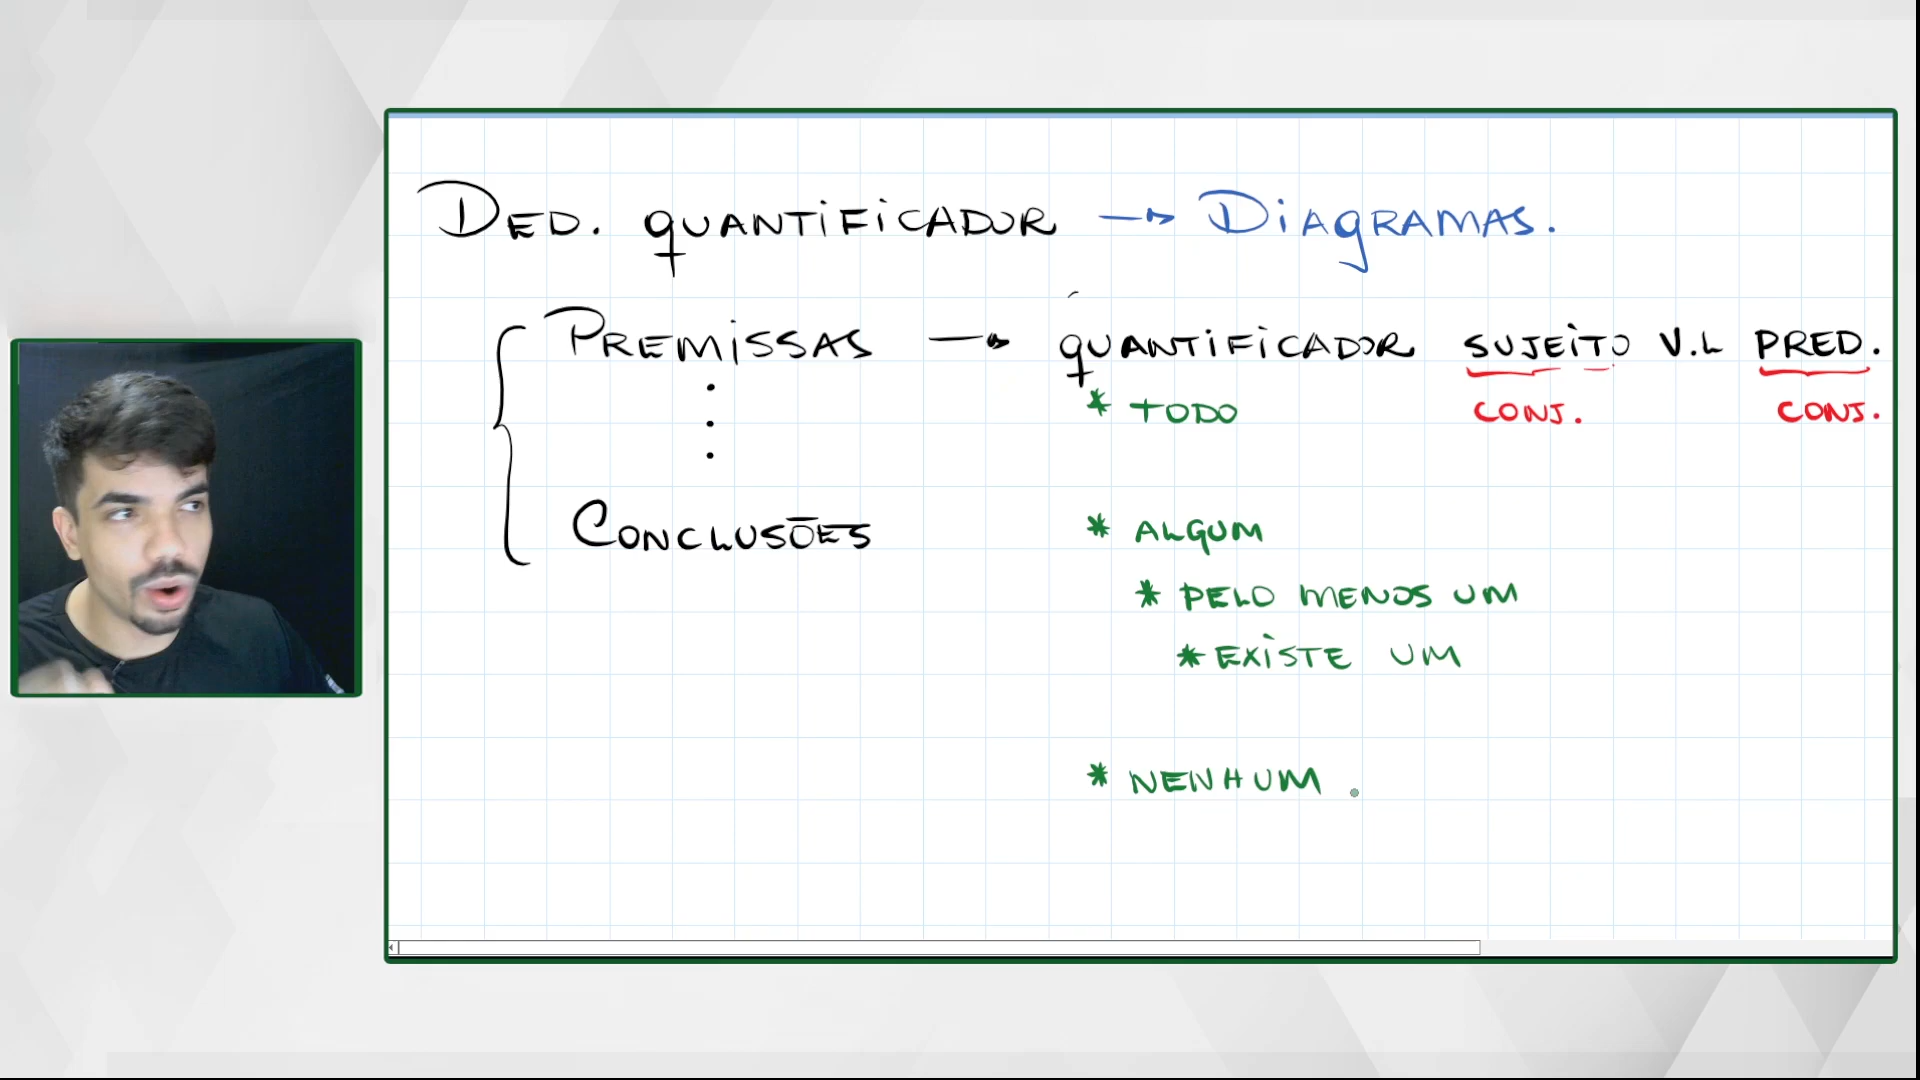 DED. QUANTIFICADOR → DIAGRAMAS.
PREMISSAS → QUANTIFICADOR SUJEITO V.L PRED.
* TODO CONJ. CONJ.
CONCLUSÕES * ALGUM
* PELO MENOS UM
* EXISTE UM
* NENHUM